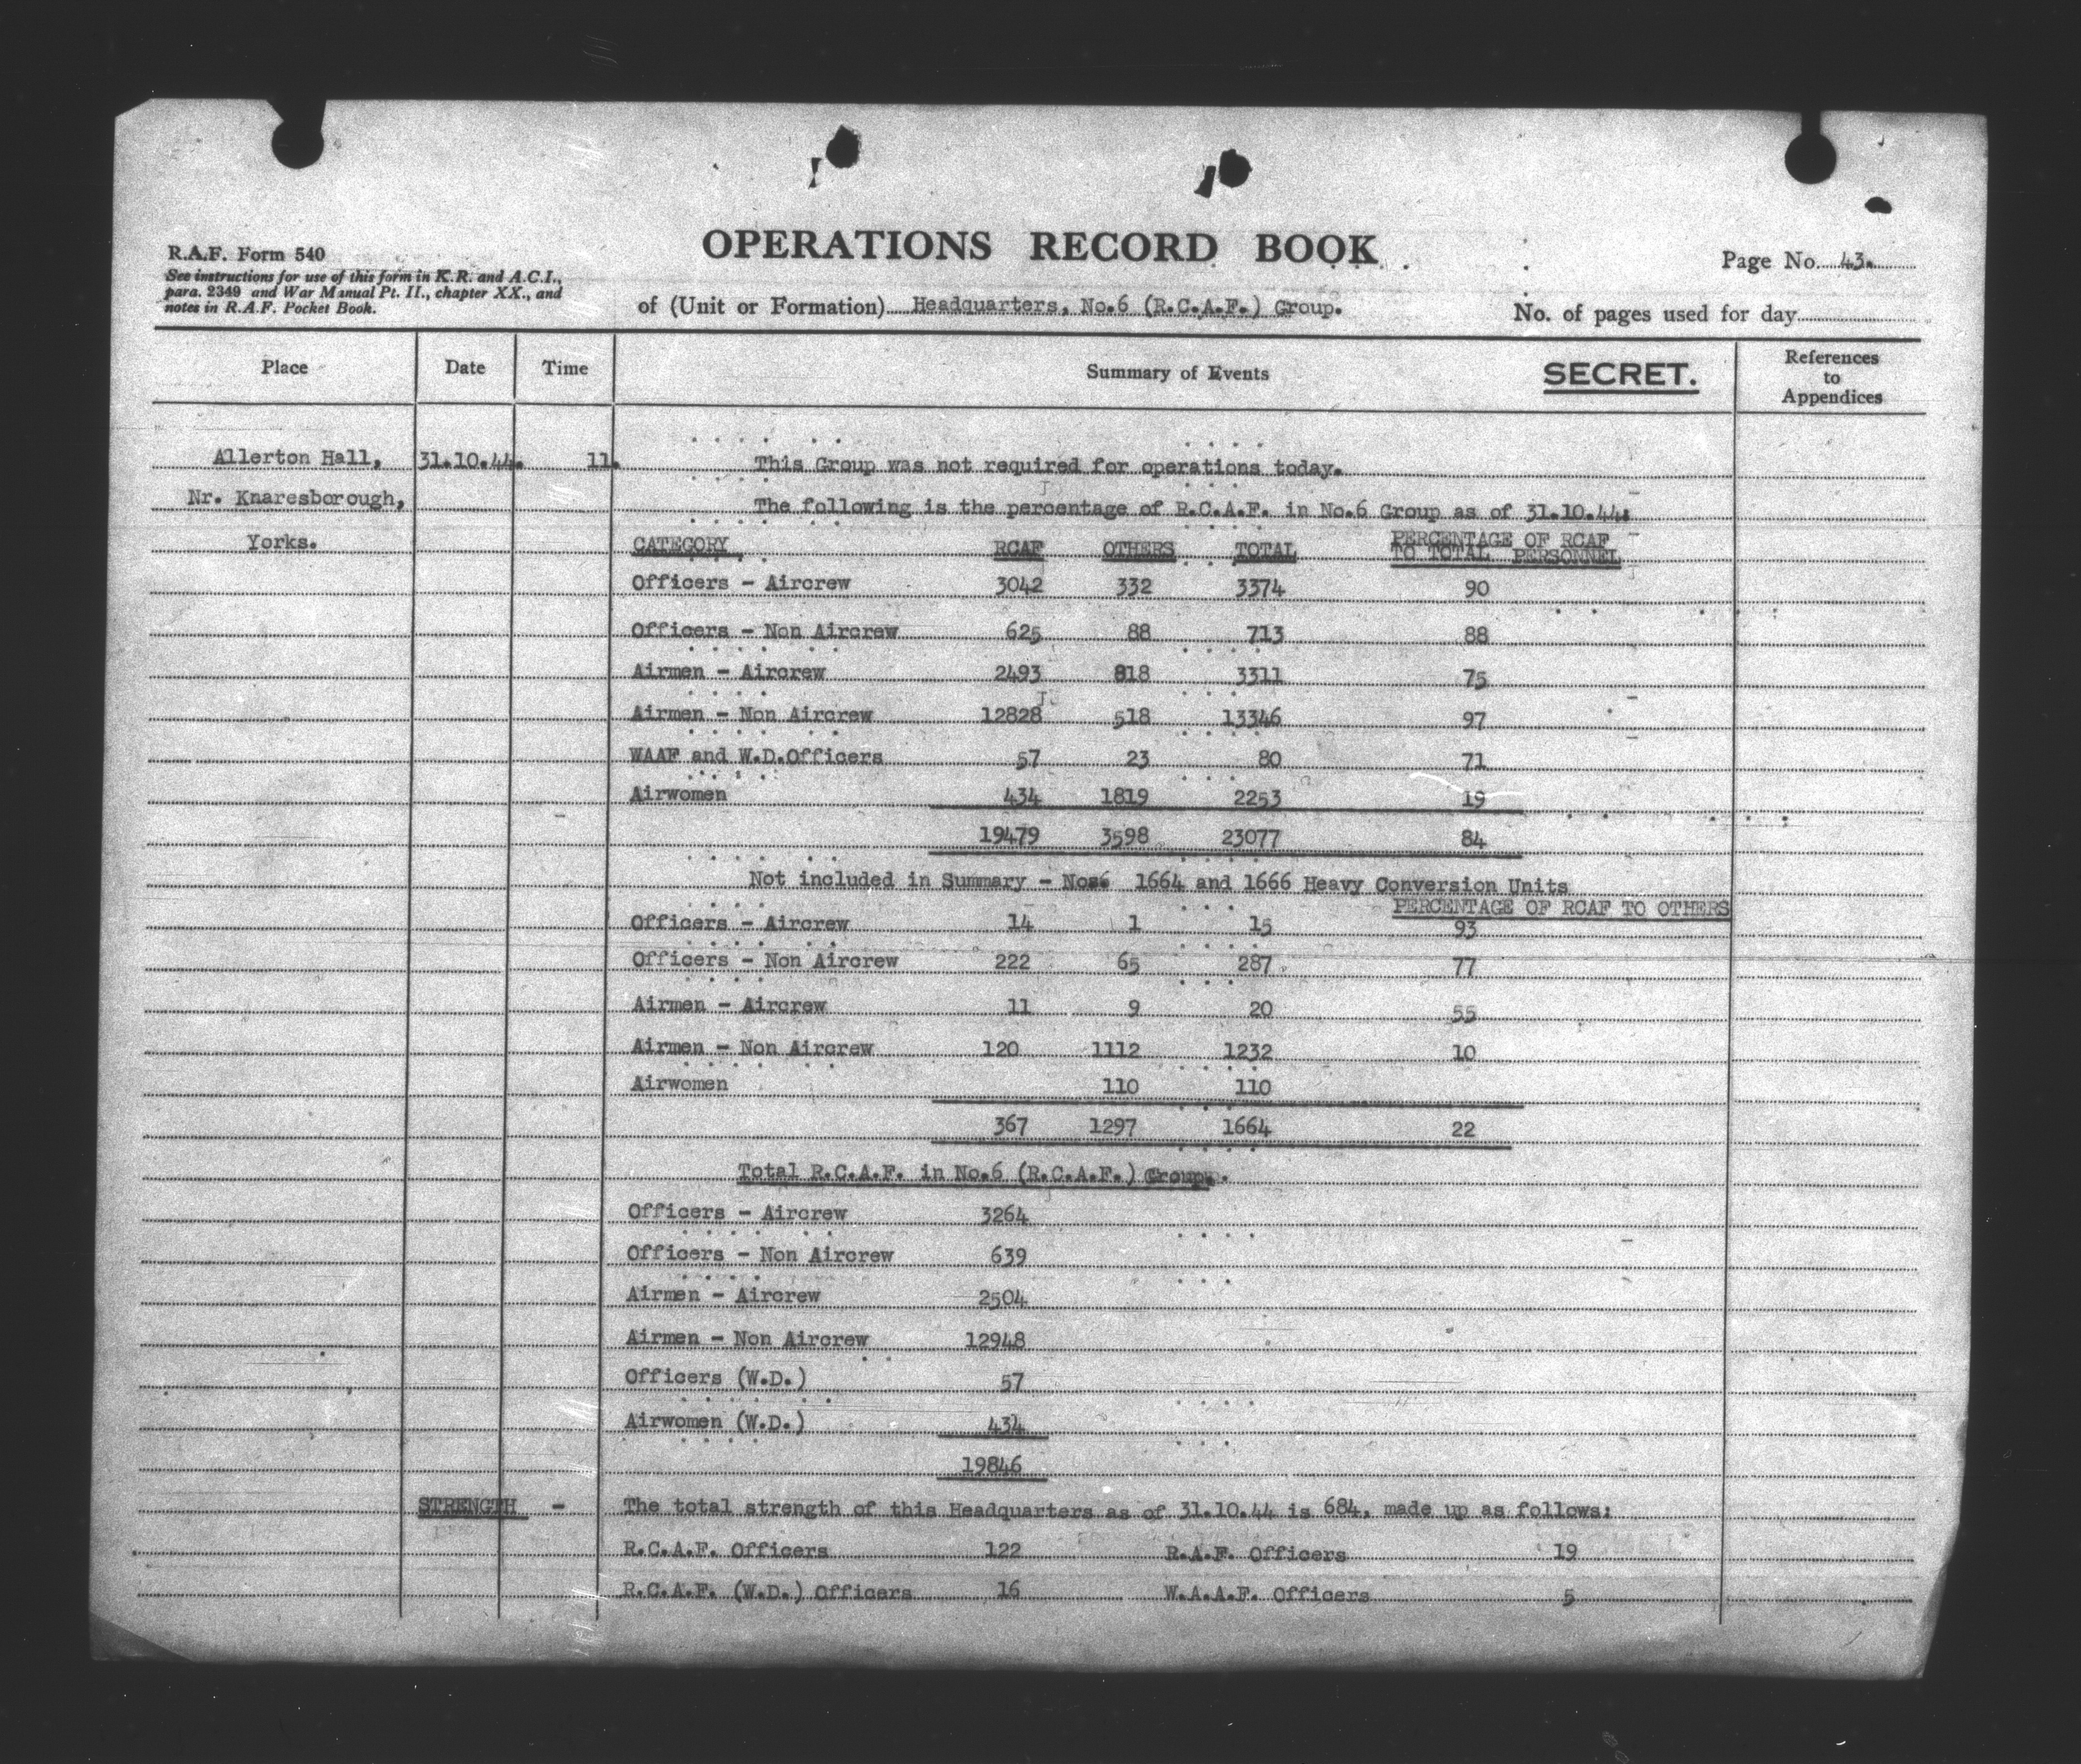 OPERATIONS RECORD BOOK
R.A.F. Form 540
See instructions for use of this form in K.R. and A.C.I.,
para. 2349 and War Manual Pt. II., chapter XX., and
notes in R.A.F. Pocket Book.
Page No. 43.
of (Unit or Formation) Headquarters, No.6 (R.C.A.F.) Group.
No. of pages used for day
Place Date Time Summary of Events SECRET. References to Appendices
Allerton Hall, 31.10.44. 11. This Group was not required for operations today.
Nr. Knaresborough, The following is the percentage of R.C.A.F. in No.6 Group as of 31.10.44:
Yorks. CATEGORY RCAF OTHERS TOTAL PERCENTAGE OF RCAF
TO TOTAL PERSONNEL
Officers - Aircrew 3042 332 3374 90
Officers - Non Aircrew 625 88 713 88
Airmen - Aircrew 2493 818 3311 75
Airmen - Non Aircrew 12828 518 13346 97
WAAF and W.D.Officers 57 23 80 71
Airwomen 434 1819 2253 19
19479 3598 23077 84
Not included in Summary - Nos 1664 and 1666 Heavy Conversion Units
PERCENTAGE OF RCAF TO OTHERS
Officers - Aircrew 14 1 15 93
Officers - Non Aircrew 222 65 287 77
Airmen - Aircrew 11 9 20 55
Airmen - Non Aircrew 120 1112 1232 10
Airwomen 110 110
367 1297 1664 22
Total R.C.A.F. in No.6 (R.C.A.F.) Group.
Officers - Aircrew 3264
Officers - Non Aircrew 639
Airmen - Aircrew 2504
Airmen - Non Aircrew 12948
Officers (W.D.) 57
Airwomen (W.D.) 434
19846
STRENGTH - The total strength of this Headquarters as of 31.10.44 is 684, made up as follows:
R.C.A.F. Officers 122 R.A.F. Officers 19
R.C.A.F. (W.D.) Officers 16 W.A.A.F. Officers 5